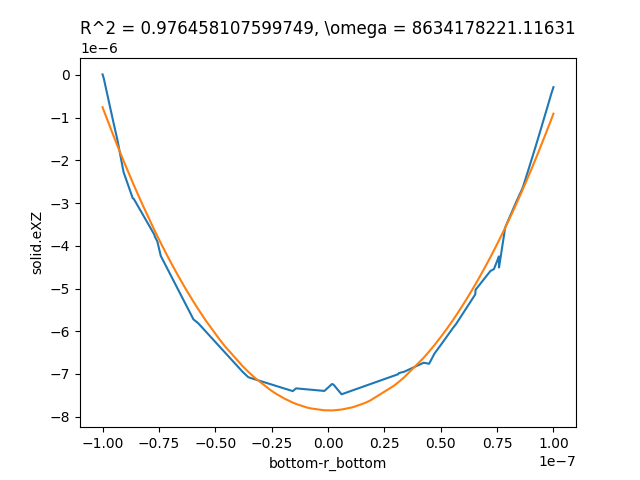 R^2 = 0.976458107599749, \omega = 8634178221.11631
1e−6
0
−1
−2
−3
−4
−5
−6
−7
−8
solid.eXZ
−1.00 −0.75 −0.50 −0.25 0.00 0.25 0.50 0.75 1.00
bottom-r_bottom 1e−7